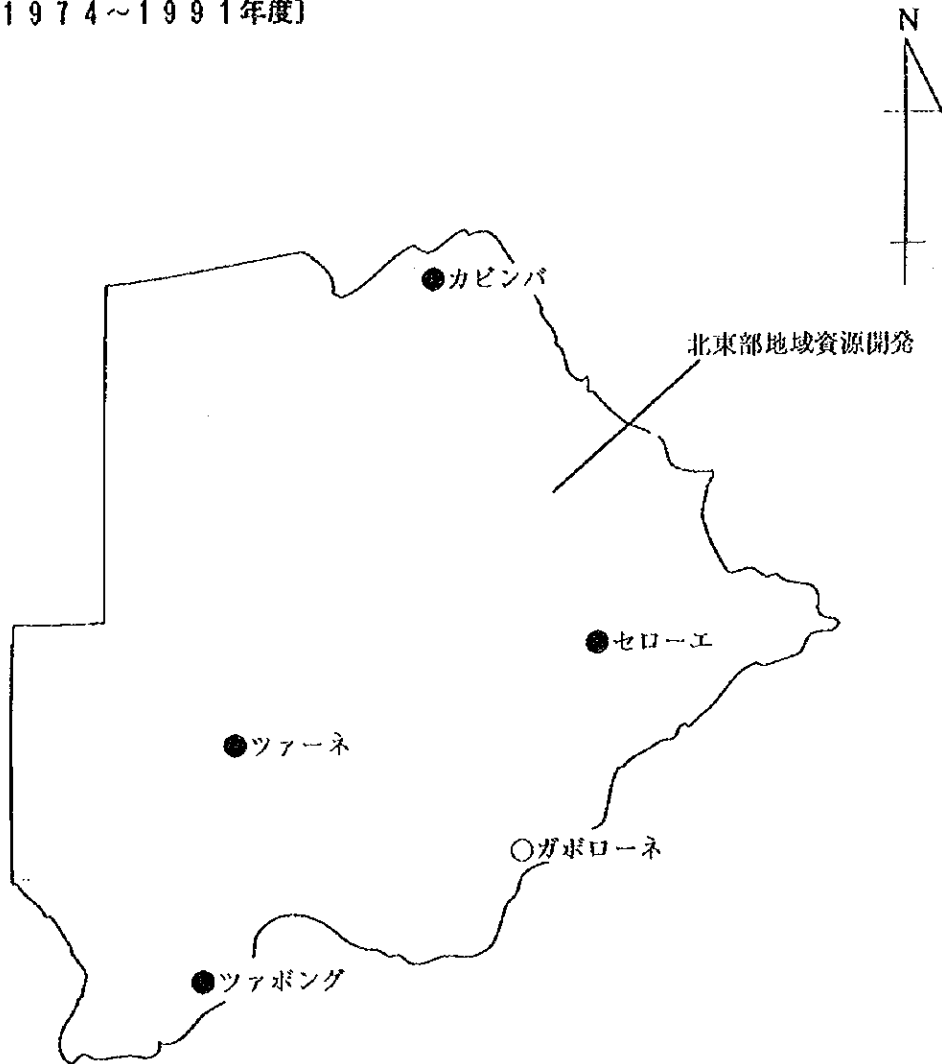 1974～1991年度]
N
カビンバ
北東部地域資源開発
セローエ
ツァーネ
ガボローネ
ツァボング